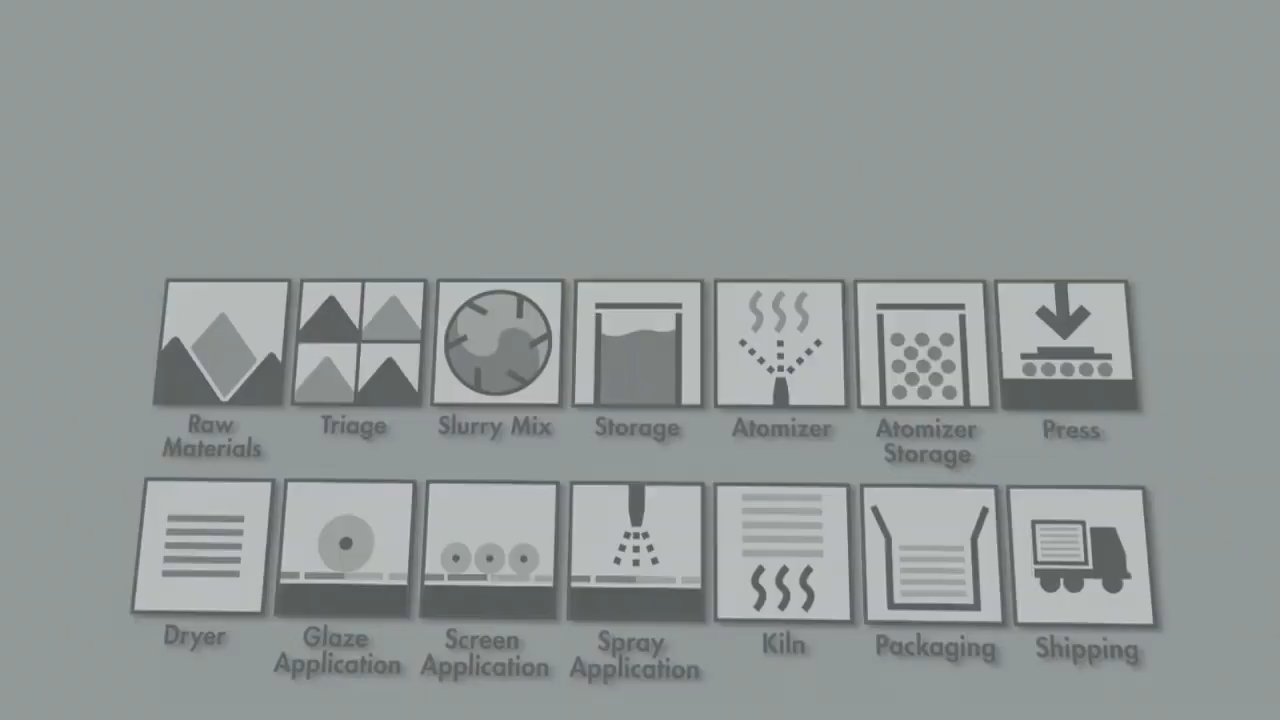 Raw
Materials
Triage
Slurry Mix
Storage
Atomizer
Atomizer
Storage
Press
Dryer
Glaze
Application
Screen
Application
Spray
Application
Kiln
Packaging
Shipping